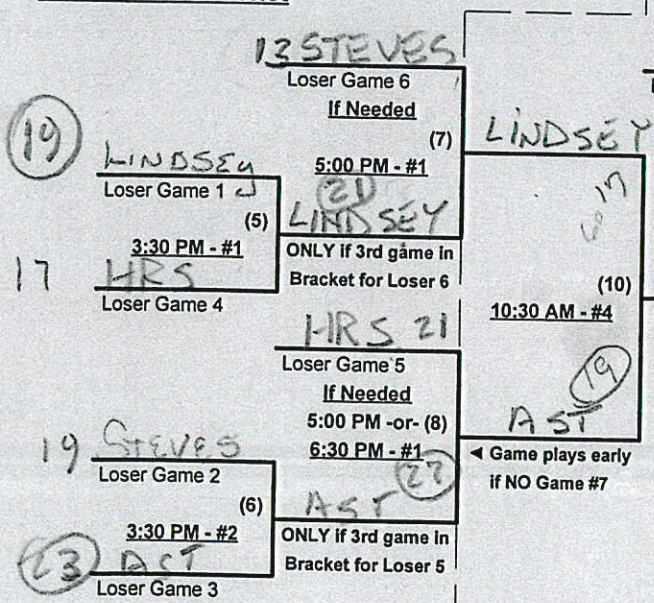 13 STEVES
Loser Game 6
If Needed
(7)
5:00 PM - #1
21
LINDSEY
ONLY if 3rd game in
Bracket for Loser 6
19
LINDSEY
Loser Game 1
(5)
3:30 PM - #1
17 HRS
Loser Game 4
LINDSEY
17
(10)
10:30 AM - #4
19
AST
◄ Game plays early
if NO Game #7
HRS 21
Loser Game 5
If Needed
5:00 PM -or- (8)
6:30 PM - #1
AST
ONLY if 3rd game in
Bracket for Loser 5
19 STEVES
Loser Game 2
(6)
3:30 PM - #2
23 AST
Loser Game 3